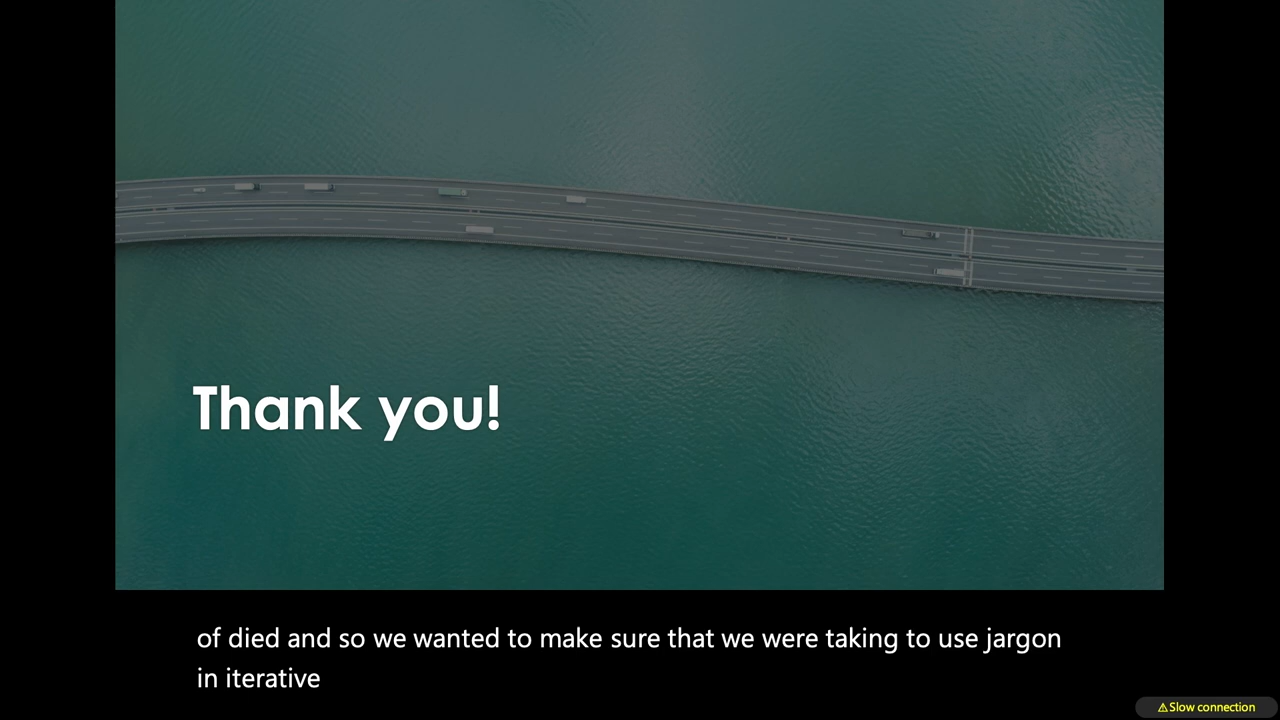 Thank you!
of died and so we wanted to make sure that we were taking to use jargon
in iterative
⚠Slow connection